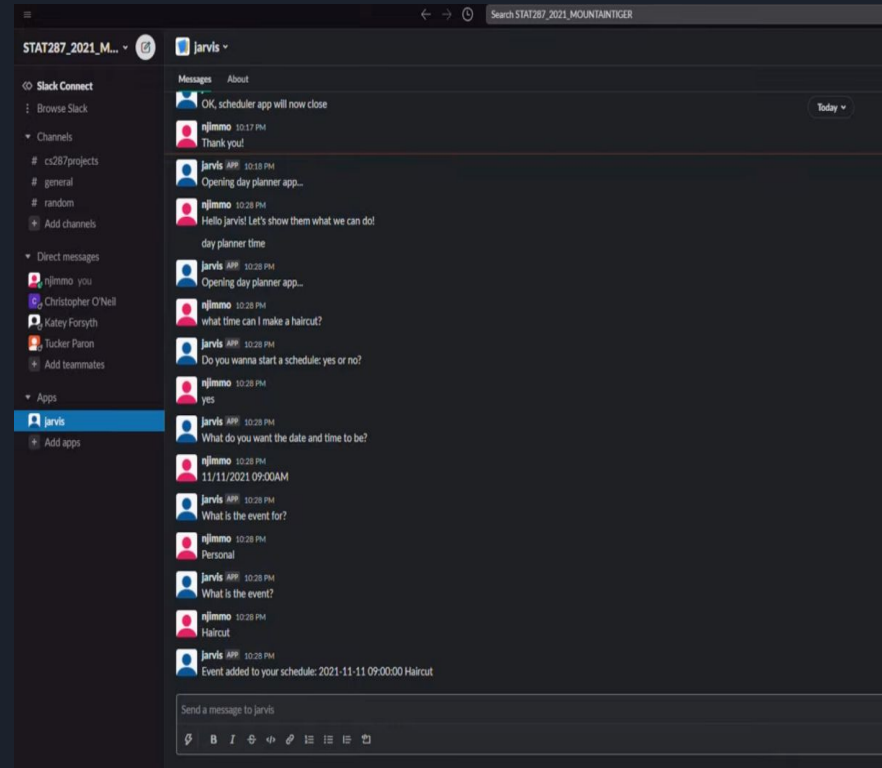 Search STAT287_2021_MOUNTAINTIGER
STAT287_2021_M...
Slack Connect
Browse Slack
Channels
# cs287projects
# general
# random
+ Add channels
Direct messages
njimmo you
Christopher O'Neil
Katey Forsyth
Tucker Paron
+ Add teammates
Apps
jarvis
+ Add apps
jarvis
Messages About
Today
OK, scheduler app will now close
njimmo 10:17 PM
Thank you!
jarvis APP 10:18 PM
Opening day planner app...
njimmo 10:28 PM
Hello jarvis! Let's show them what we can do!
day planner time
jarvis APP 10:28 PM
Opening day planner app...
njimmo 10:28 PM
what time can I make a haircut?
jarvis APP 10:28 PM
Do you wanna start a schedule: yes or no?
njimmo 10:28 PM
yes
jarvis APP 10:28 PM
What do you want the date and time to be?
njimmo 10:28 PM
11/11/2021 09:00AM
jarvis APP 10:28 PM
What is the event for?
njimmo 10:28 PM
Personal
jarvis APP 10:28 PM
What is the event?
njimmo 10:28 PM
Haircut
jarvis APP 10:28 PM
Event added to your schedule: 2021-11-11 09:00:00 Haircut
Send a message to jarvis
B I S